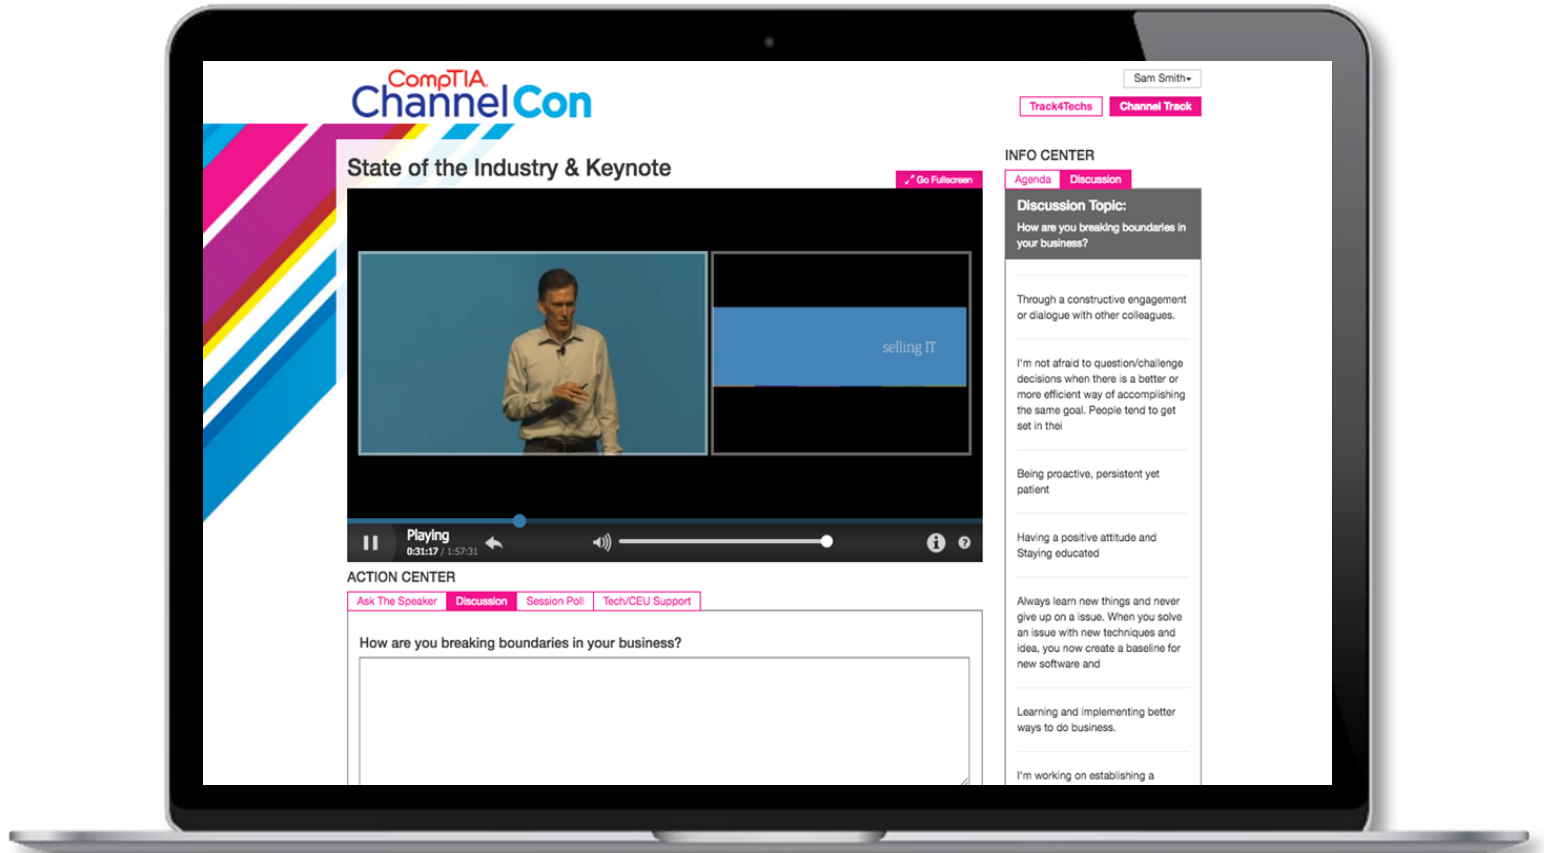 CompTIA.
ChannelCon
Sam Smith
Track4Techs
Channel Track
State of the Industry & Keynote
Go Fullscreen
selling IT
Playing
0:31:17 / 1:57:31
ACTION CENTER
Ask The Speaker
Discussion
Session Poll
Tech/CEU Support
How are you breaking boundaries in your business?
INFO CENTER
Agenda
Discussion
Discussion Topic:
How are you breaking boundaries in
your business?
Through a constructive engagement
or dialogue with other colleagues.
I'm not afraid to question/challenge
decisions when there is a better or
more efficient way of accomplishing
the same goal. People tend to get
set in thei
Being proactive, persistent yet
patient
Having a positive attitude and
Staying educated
Always learn new things and never
give up on a issue. When you solve
an issue with new techniques and
idea, you now create a baseline for
new software and
Learning and implementing better
ways to do business.
I'm working on establishing a